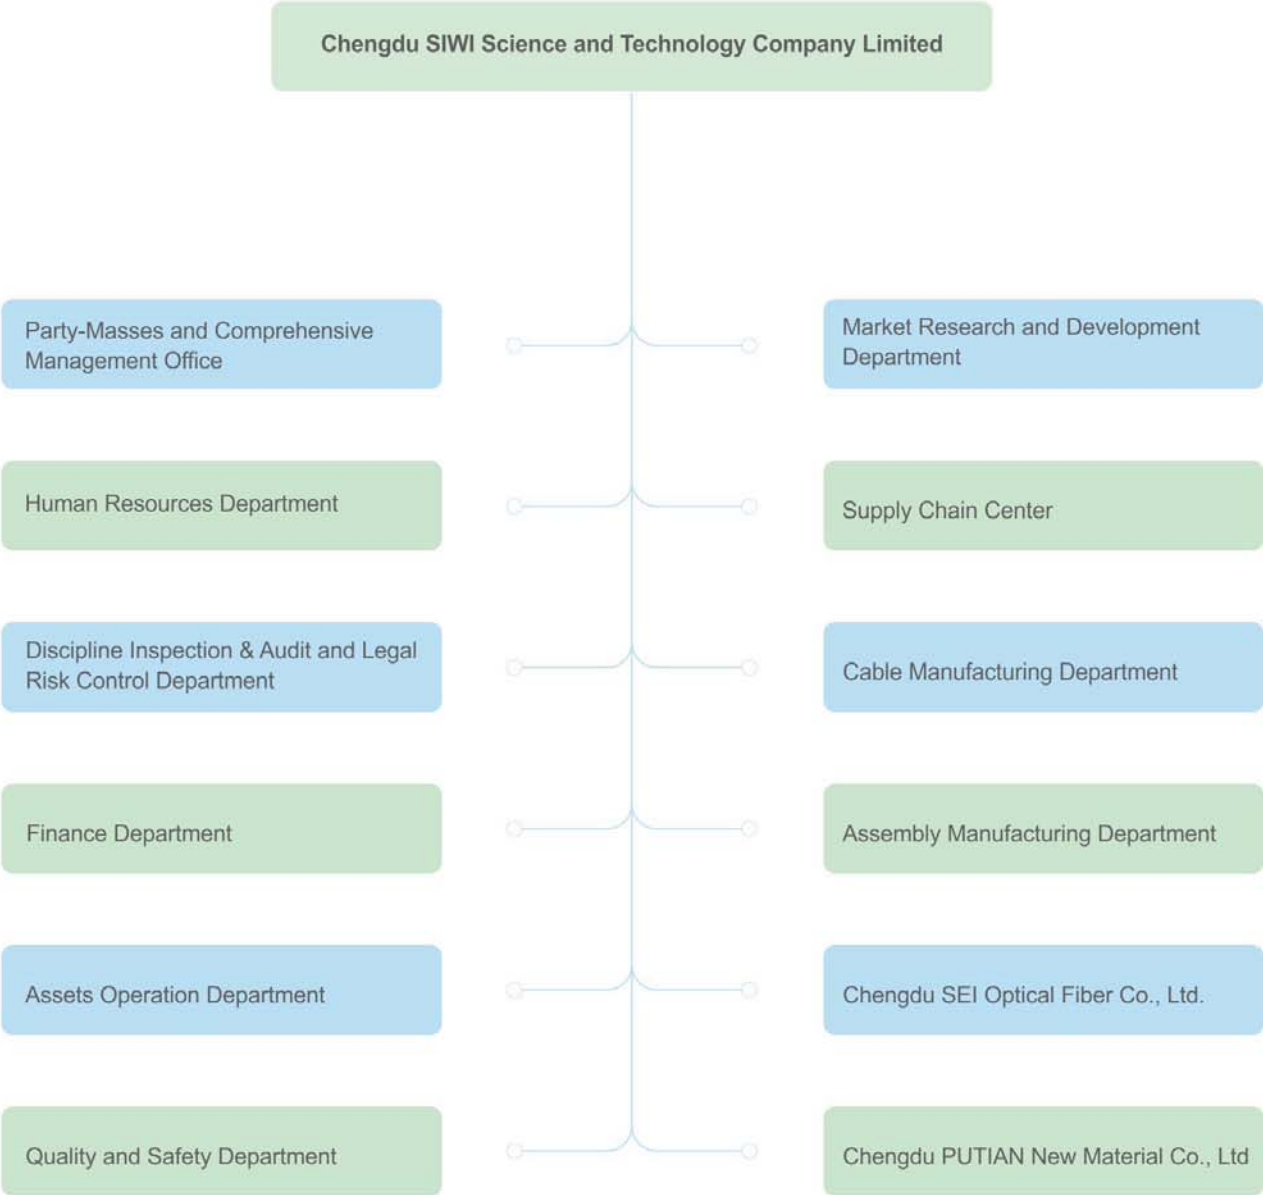 Chengdu SIWI Science and Technology Company Limited
Party-Masses and Comprehensive
Management Office
Market Research and Development
Department
Human Resources Department
Supply Chain Center
Discipline Inspection & Audit and Legal
Risk Control Department
Cable Manufacturing Department
Finance Department
Assembly Manufacturing Department
Assets Operation Department
Chengdu SEI Optical Fiber Co., Ltd.
Quality and Safety Department
Chengdu PUTIAN New Material Co., Ltd